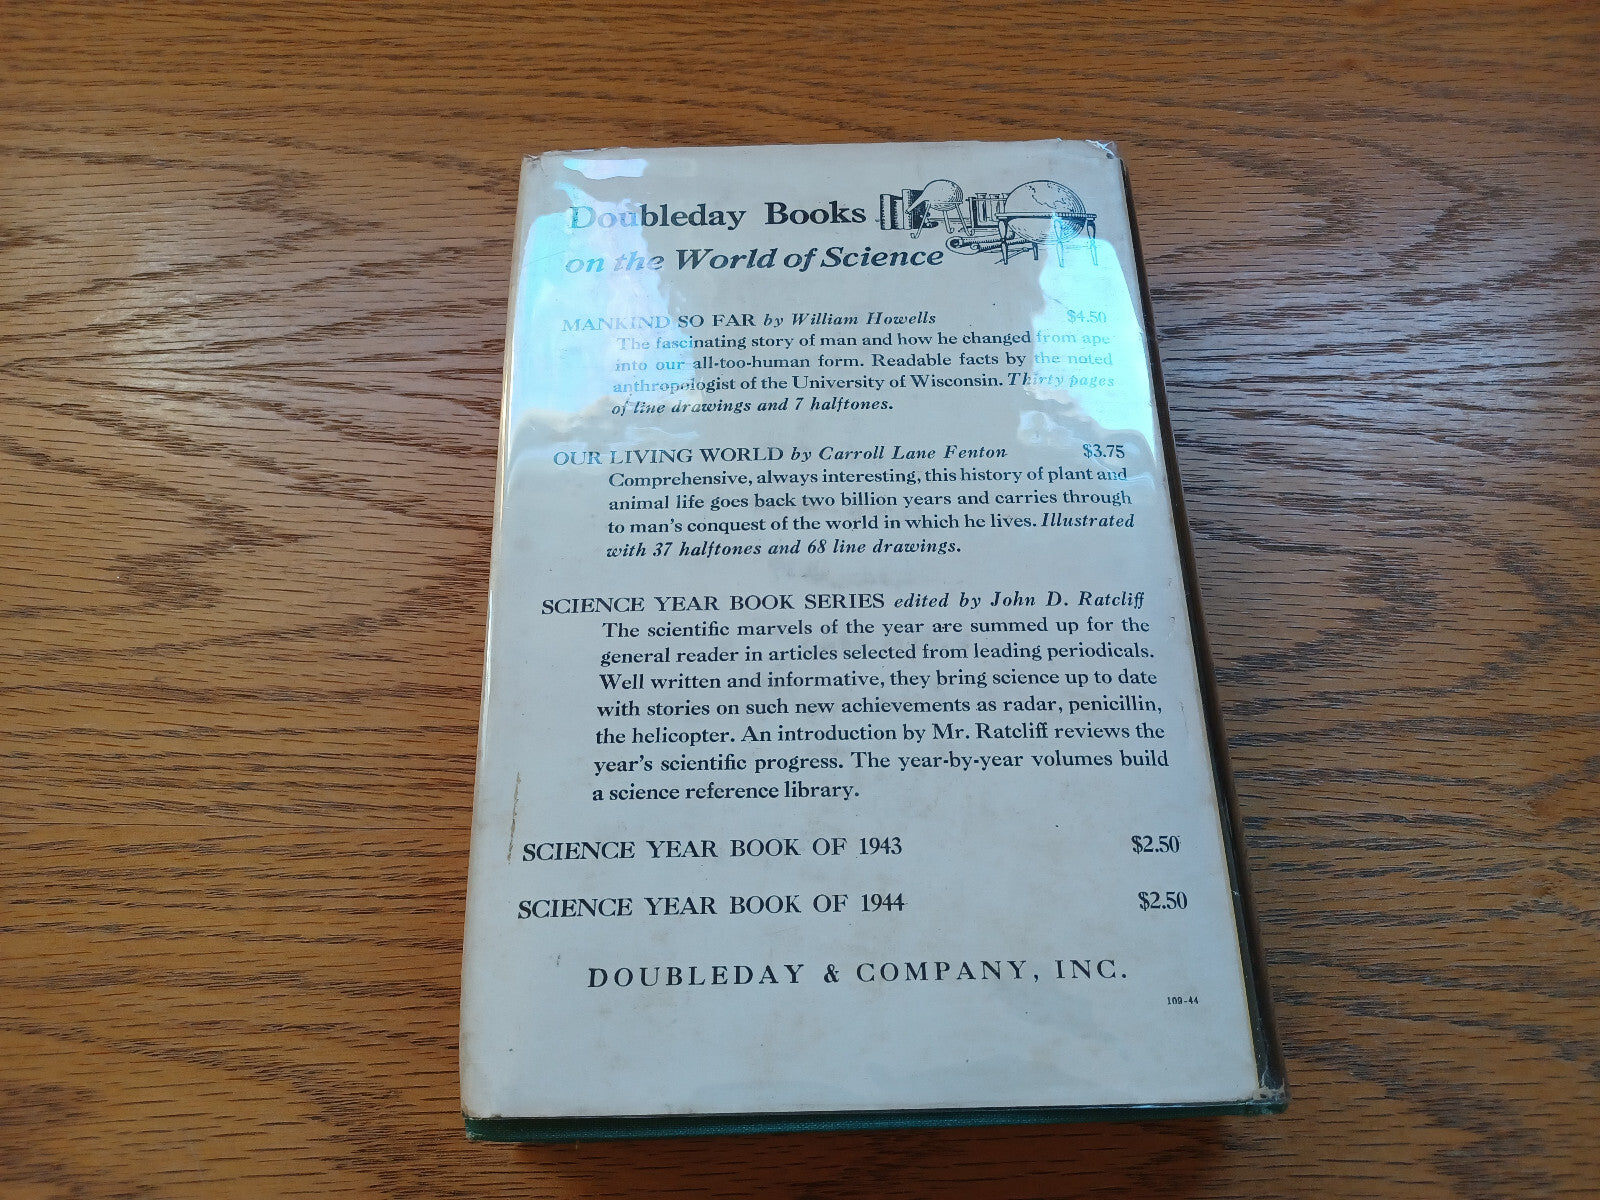 Doubleday Books
on the World of Science
MANKIND SO FAR by William Howells $4.50
The fascinating story of man and how he changed from ape
into our all-too-human form. Readable facts by the noted
anthropologist of the University of Wisconsin. Thirty pages
of line drawings and 7 halftones.
OUR LIVING WORLD by Carroll Lane Fenton $3.75
Comprehensive, always interesting, this history of plant and
animal life goes back two billion years and carries through
to man's conquest of the world in which he lives. Illustrated
with 37 halftones and 68 line drawings.
SCIENCE YEAR BOOK SERIES edited by John D. Ratcliff
The scientific marvels of the year are summed up for the
general reader in articles selected from leading periodicals.
Well written and informative, they bring science up to date
with stories on such new achievements as radar, penicillin,
the helicopter. An introduction by Mr. Ratcliff reviews the
year's scientific progress. The year-by-year volumes build
a science reference library.
SCIENCE YEAR BOOK OF 1943 $2.50
SCIENCE YEAR BOOK OF 1944 $2.50
DOUBLEDAY & COMPANY, INC.
109-44